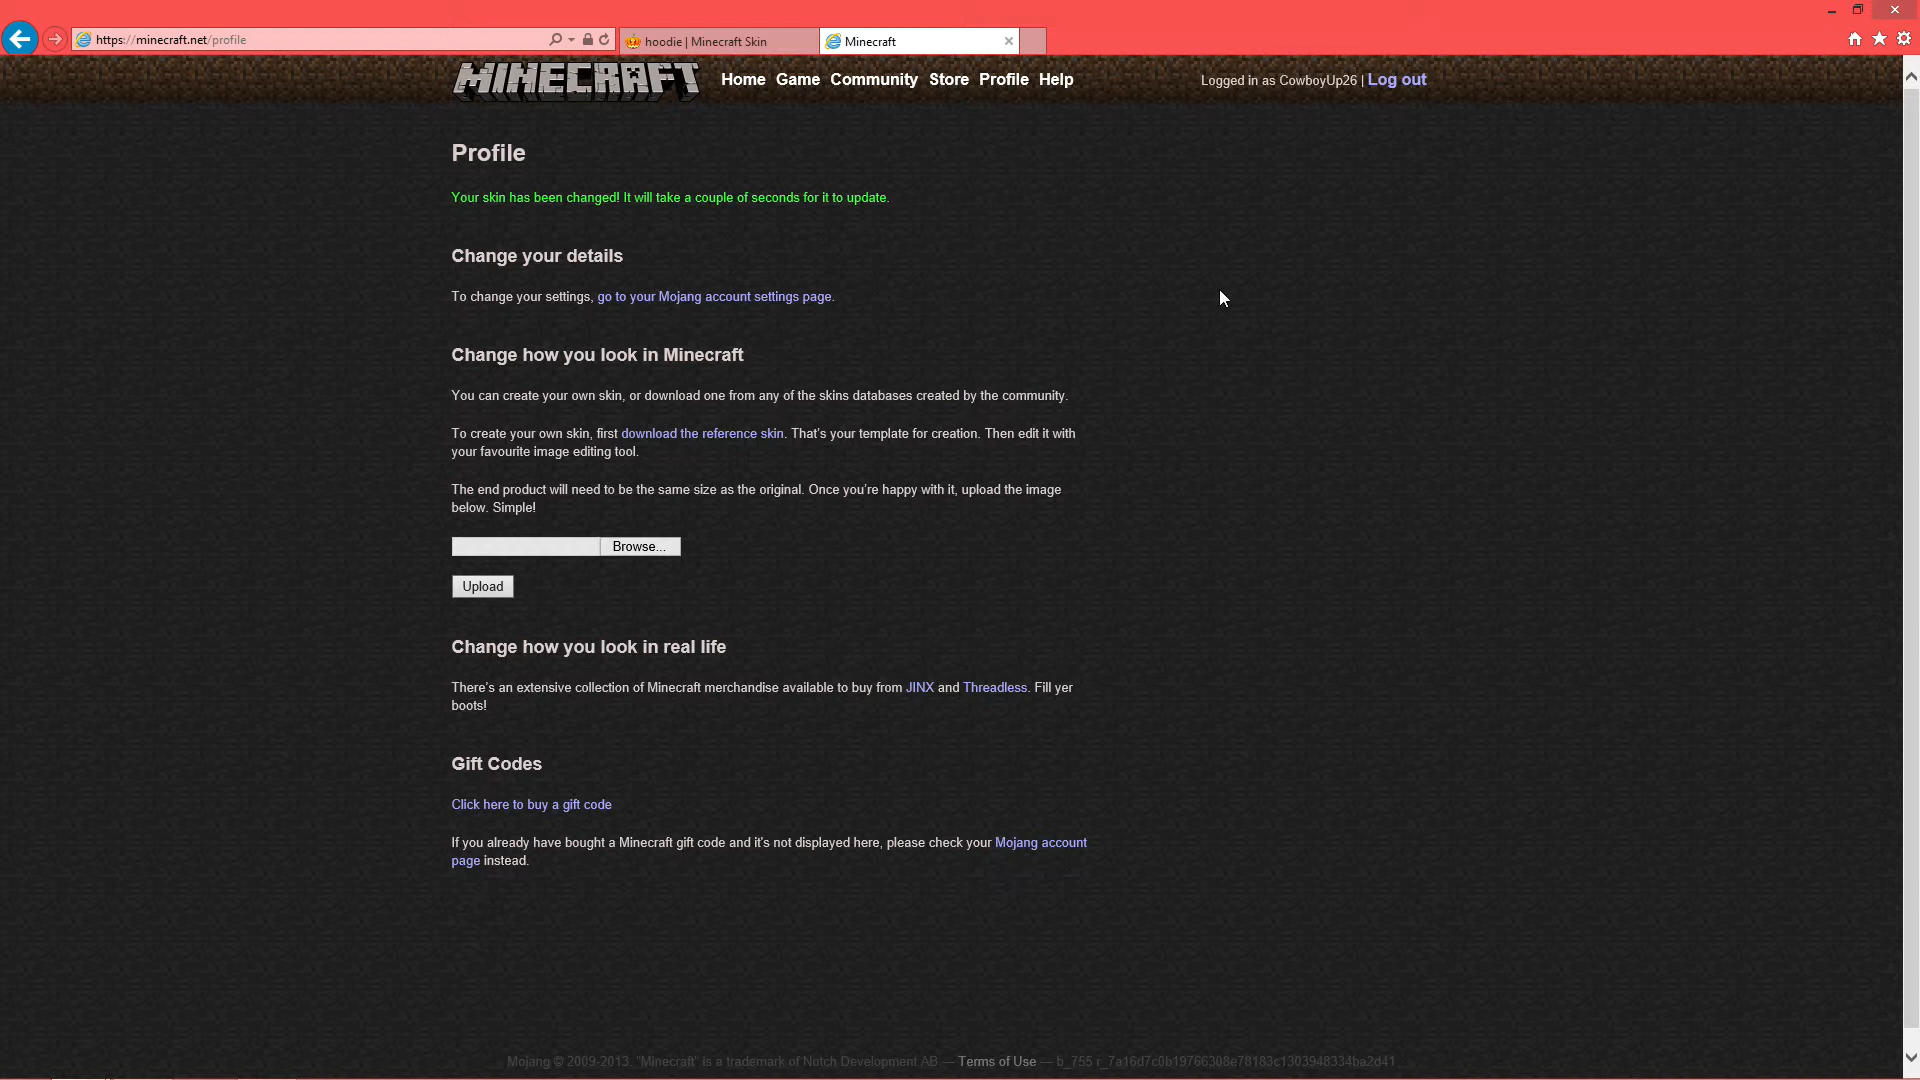 https://minecraft.net/profile
hoodie | Minecraft Skin
Minecraft
MINECRAFT
Home Game Community Store Profile Help
Logged in as CowboyUp26 | Log out
Profile
Your skin has been changed! It will take a couple of seconds for it to update.
Change your details
To change your settings, go to your Mojang account settings page.
Change how you look in Minecraft
You can create your own skin, or download one from any of the skins databases created by the community.
To create your own skin, first download the reference skin. That's your template for creation. Then edit it with
your favourite image editing tool.
The end product will need to be the same size as the original. Once you're happy with it, upload the image
below. Simple!
Browse...
Upload
Change how you look in real life
There's an extensive collection of Minecraft merchandise available to buy from JINX and Threadless. Fill yer
boots!
Gift Codes
Click here to buy a gift code
If you already have bought a Minecraft gift code and it's not displayed here, please check your Mojang account
page instead.
Mojang © 2009-2013. "Minecraft" is a trademark of Notch Development AB — Terms of Use — b_755 r_7a16d7c0b19766308e78183c1303948334ba2d41